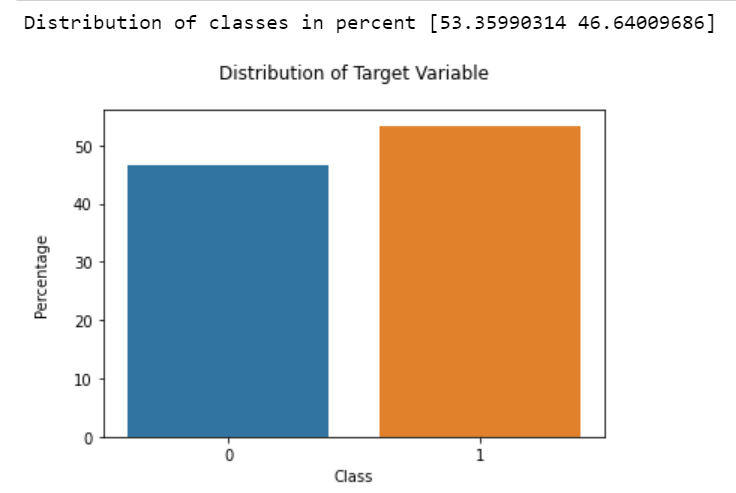 Distribution of classes in percent [53.35990314 46.64009686]
Distribution of Target Variable
50
40
30
20
10
0
Percentage
0 1
Class